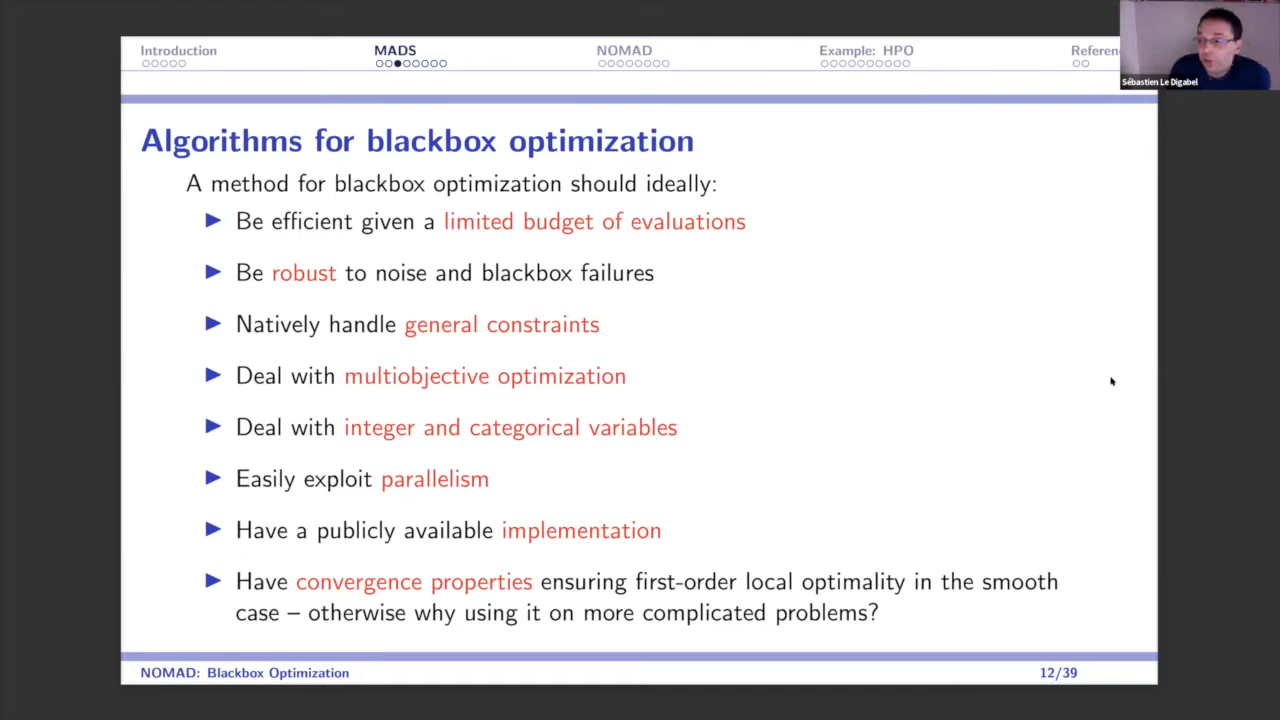 Introduction
MADS
NOMAD
Example: HPO
Referen
Sébastien Le Digabel
Algorithms for blackbox optimization
A method for blackbox optimization should ideally:
Be efficient given a limited budget of evaluations
Be robust to noise and blackbox failures
Natively handle general constraints
Deal with multiobjective optimization
Deal with integer and categorical variables
Easily exploit parallelism
Have a publicly available implementation
Have convergence properties ensuring first-order local optimality in the smooth
case – otherwise why using it on more complicated problems?
NOMAD: Blackbox Optimization
12/39